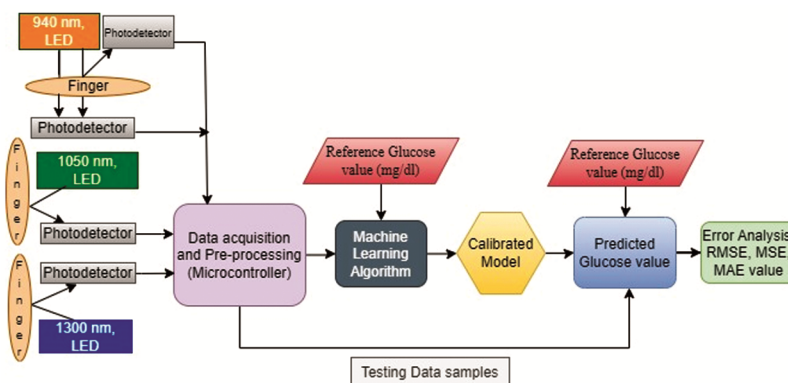 940 nm,
LED
Photodetector
Finger
Photodetector
Finger
1050 nm,
LED
Photodetector
Finger
Photodetector
1300 nm,
LED
Data acquisition
and Pre-processing
(Microcontroller)
Reference Glucose
value (mg/dl)
Machine
Learning
Algorithm
Calibrated
Model
Reference Glucose
value (mg/dl)
Predicted
Glucose value
Error Analysis
RMSE, MSE,
MAE value
Testing Data samples